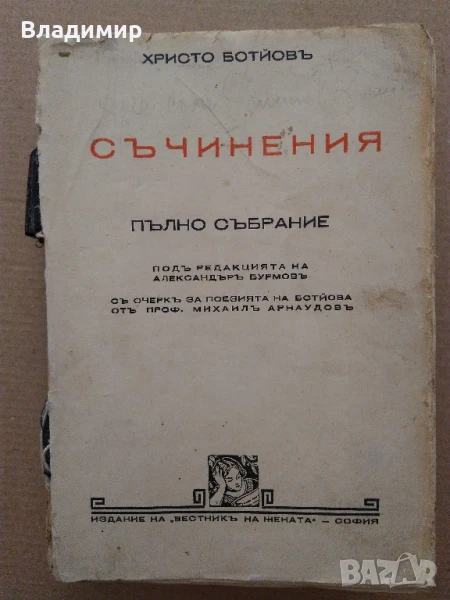 Владимир
ХРИСТО БОТЙОВЪ
СЪЧИНЕНИЯ
ПЪЛНО СЪБРАНИЕ
ПОДЪ РЕДАКЦИЯТА НА
АЛЕКСАНДЪРЪ БУРМОВЪ
СЪ ОЧЕРКЪ ЗА ПОЕЗИЯТА НА БОТЙОВА
ОТЪ ПРОФ. МИХАИЛЪ АРНАУДОВЪ
ИЗДАНИЕ НА „ВЕСТНИКЪ НА ЖЕНАТА“ – СОФИЯ
BAZAR